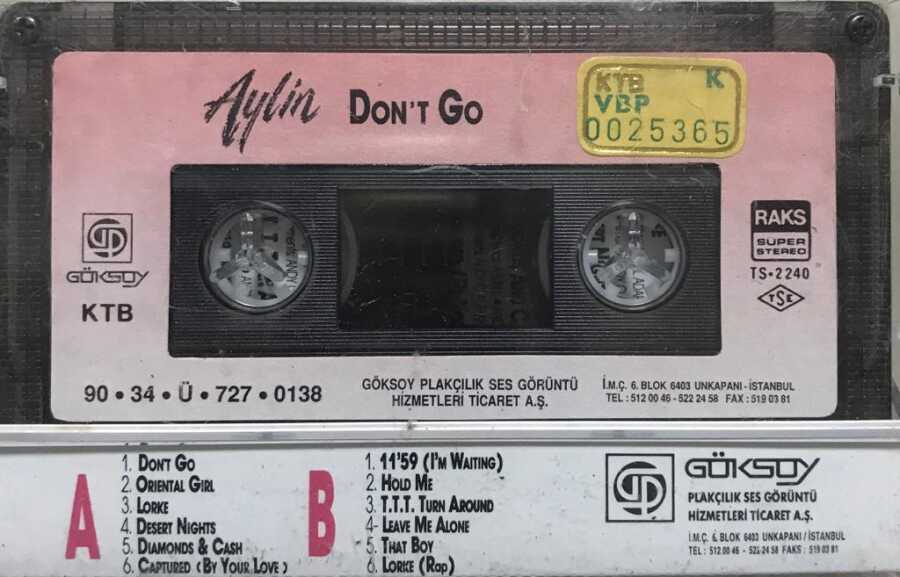 Aylin DON'T GO
KTB K
VBP
0025365
GÖKSOY
KTB
RAKS
SÜPER
STEREO
TS•2240
TSE
90 • 34 • Ü • 727 • 0138
GÖKSOY PLAKÇILIK SES GÖRÜNTÜ
HİZMETLERİ TİCARET A.Ş.
İ.M.Ç. 6. BLOK 6403 UNKAPANI - İSTANBUL
TEL : 512 00 46 - 522 24 58 FAX : 519 03 81
A
1. DON'T GO
2. ORIENTAL GIRL
3. LORKE
4. DESERT NIGHTS
5. DIAMONDS & CASH
6. CAPTURED (BY YOUR LOVE)
B
1. 11'59 (I'M WAITING)
2. HOLD ME
3. T.T.T. TURN AROUND
4- LEAVE ME ALONE
5. THAT BOY
6. LORKE (RAP)
GÖKSOY
PLAKÇILIK SES GÖRÜNTÜ
HİZMETLERİ TİCARET A.Ş.
İ.M.Ç. 6. BLOK 6403 UNKAPANI / İSTANBUL
TEL : 512 00 46 - 522 24 58 FAKS : 519 03 81